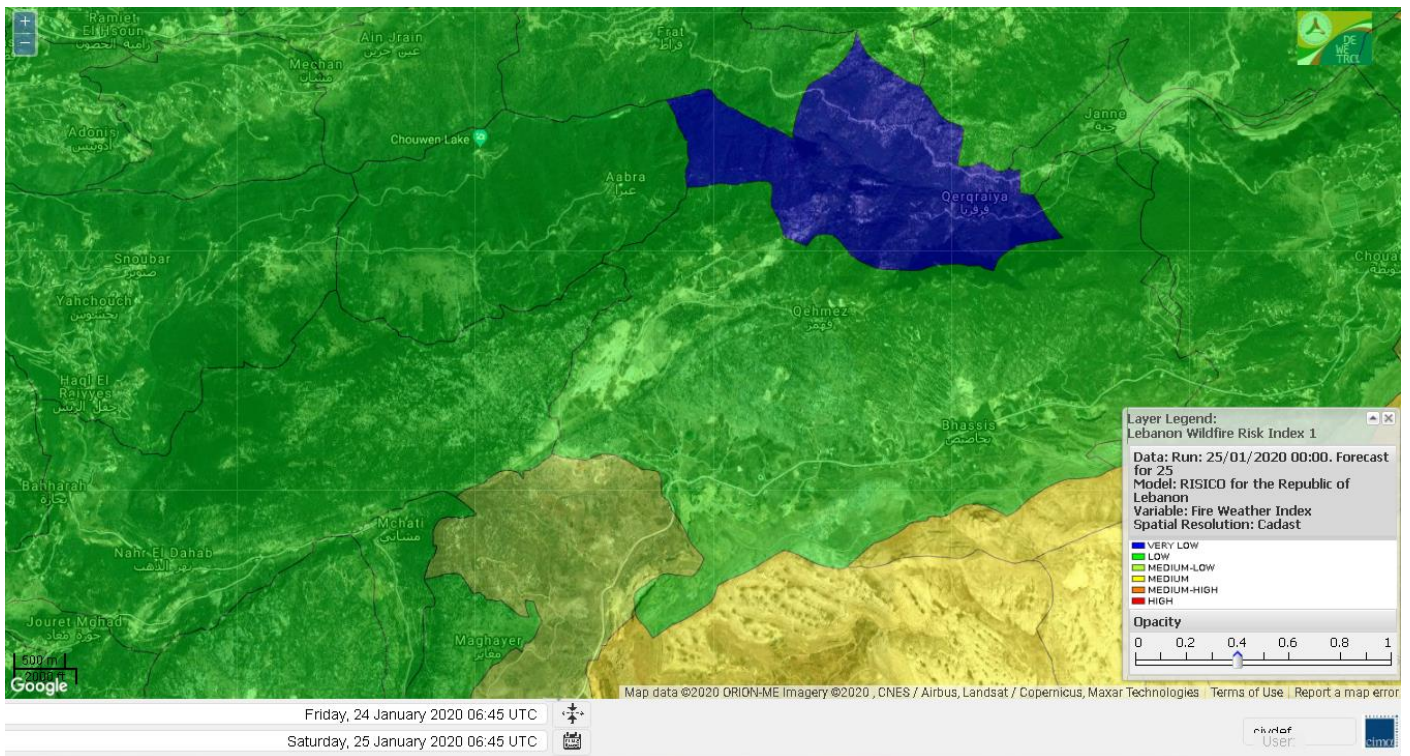 +
−
Ramiet
El Hsoun
رامية الحصون
Ain Jrain
عين جرين
Mechan
مشان
Frat
فراط
DE
WE
TRCL
Adonis
أدونيس
Chouwen Lake
Janne
جنة
Aabra
عبرا
Qerqraiya
قرقريا
Snoubar
صنوبر
Yahchouch
يحشوش
Qehmez
قهمز
Haql El
Raiyyes
حقل الريس
Bhassis
بحاصيص
Banharah
Mchati
مشاتي
Nahr El Dahab
نهر الذهب
Jouret Mghad
Maghayer
مغاير
500 m
2000 ft
Google
Layer Legend:
Lebanon Wildfire Risk Index 1
Data: Run: 25/01/2020 00:00. Forecast
for 25
Model: RISICO for the Republic of
Lebanon
Variable: Fire Weather Index
Spatial Resolution: Cadast
VERY LOW
LOW
MEDIUM-LOW
MEDIUM
MEDIUM-HIGH
HIGH
Opacity
0 0.2 0.4 0.6 0.8 1
Map data ©2020 ORION-ME Imagery ©2020 , CNES / Airbus, Landsat / Copernicus, Maxar Technologies Terms of Use Report a map error
Friday, 24 January 2020 06:45 UTC
Saturday, 25 January 2020 06:45 UTC
User:
cima